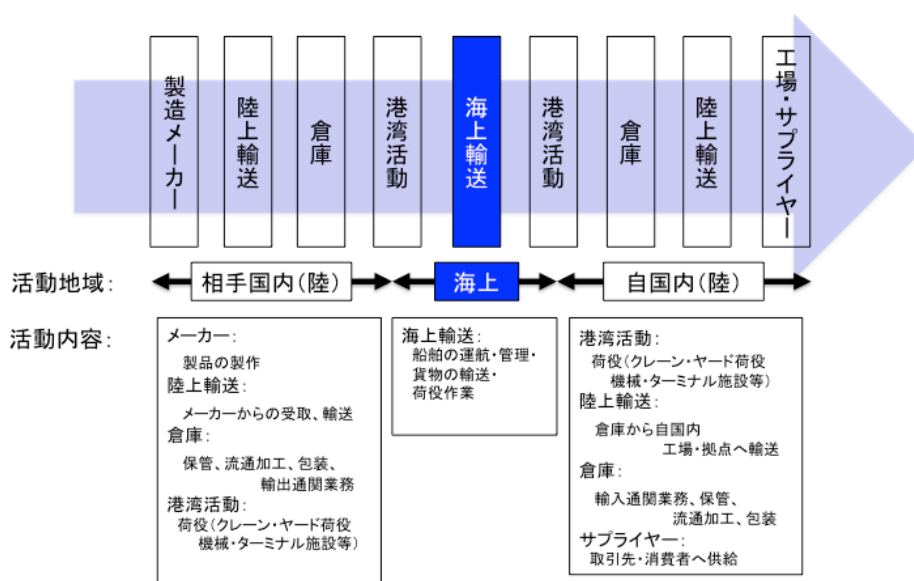 製造メーカー
陸上輸送
倉庫
港湾活動
海上輸送
港湾活動
倉庫
陸上輸送
工場・サプライヤー
活動地域：
相手国内（陸）
海上
自国内（陸）
活動内容：
メーカー：
製品の製作
陸上輸送：
メーカーからの受取、輸送
倉庫：
保管、流通加工、包装、
輸出通関業務
港湾活動：
荷役（クレーン・ヤード荷役
機械・ターミナル施設等）
海上輸送：
船舶の運航・管理・
貨物の輸送・
荷役作業
港湾活動：
荷役（クレーン・ヤード荷役
機械・ターミナル施設等）
陸上輸送：
倉庫から自国内
工場・拠点へ輸送
倉庫：
輸入通関業務、保管、
流通加工、包装
サプライヤー：
取引先・消費者へ供給